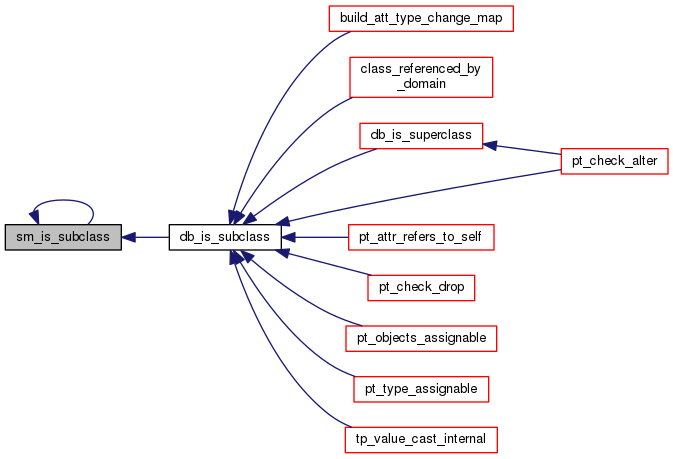 build_att_type_change_map
class_referenced_by
_domain
db_is_superclass
pt_check_alter
sm_is_subclass
db_is_subclass
pt_attr_refers_to_self
pt_check_drop
pt_objects_assignable
pt_type_assignable
tp_value_cast_internal